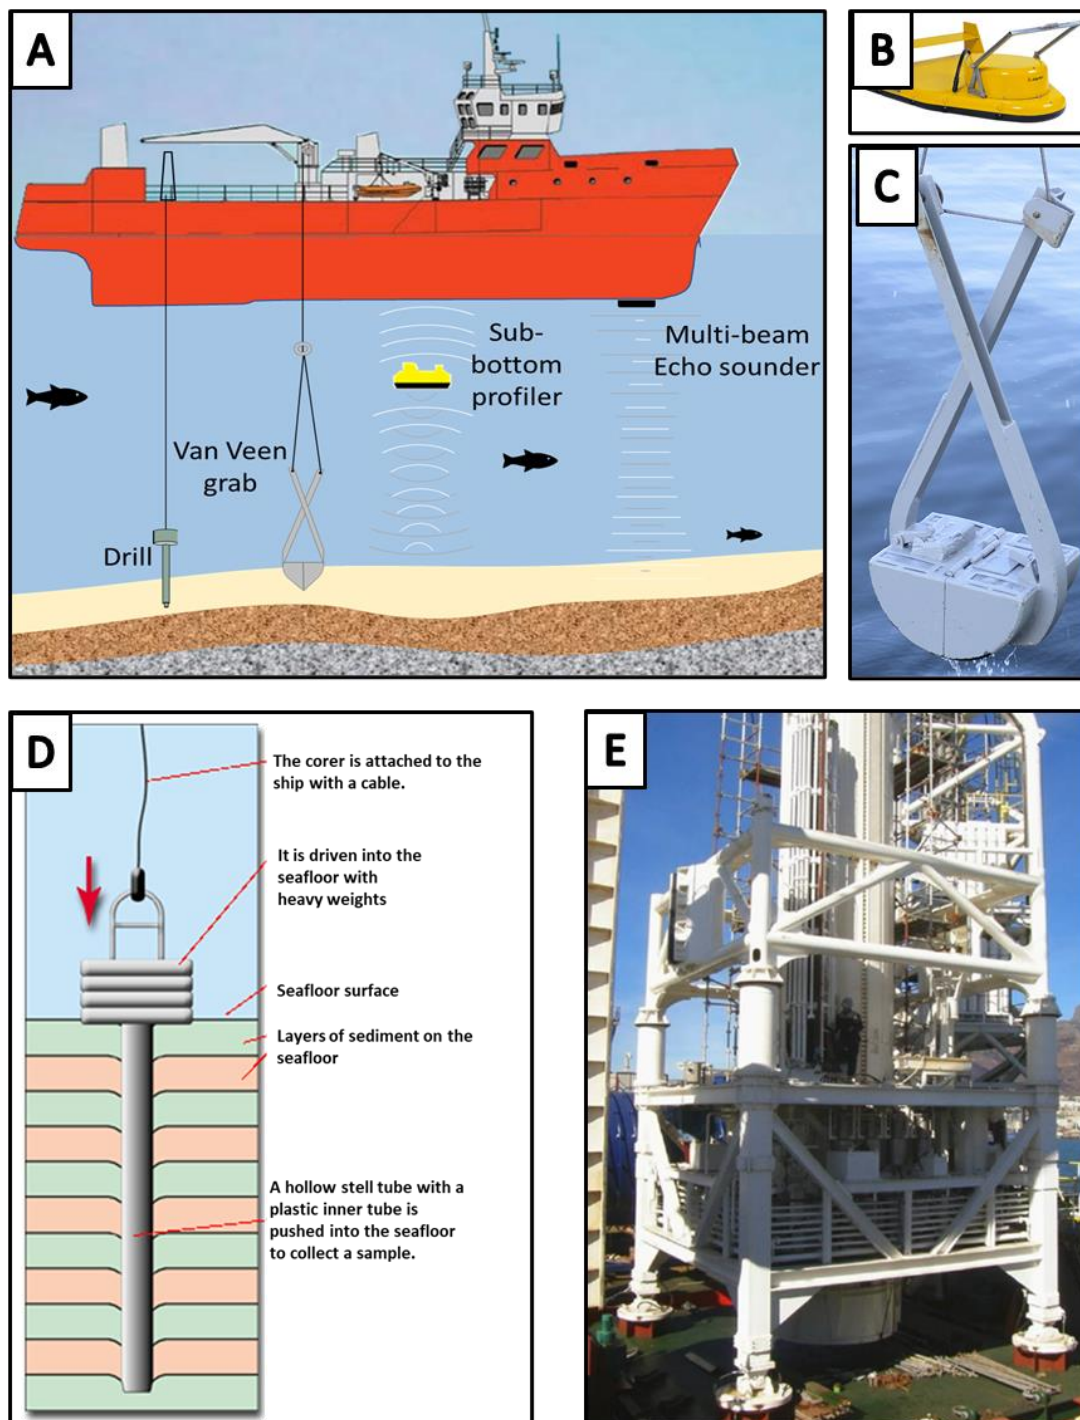 A
Sub-
bottom
profiler
Multi-beam
Echo sounder
Van Veen
grab
Drill
B
C
D
The corer is attached to the
ship with a cable.
It is driven into the
seafloor with
heavy weights
Seafloor surface
Layers of sediment on the
seafloor
A hollow stell tube with a
plastic inner tube is
pushed into the seafloor
to collect a sample.
E